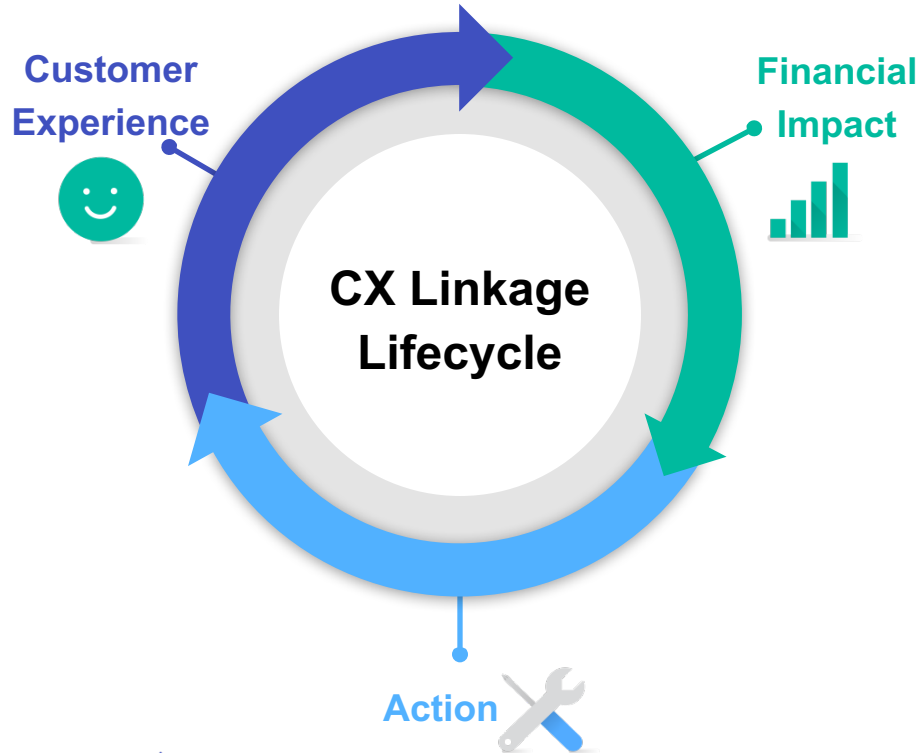 Customer
Experience
Financial
Impact
CX Linkage
Lifecycle
Action